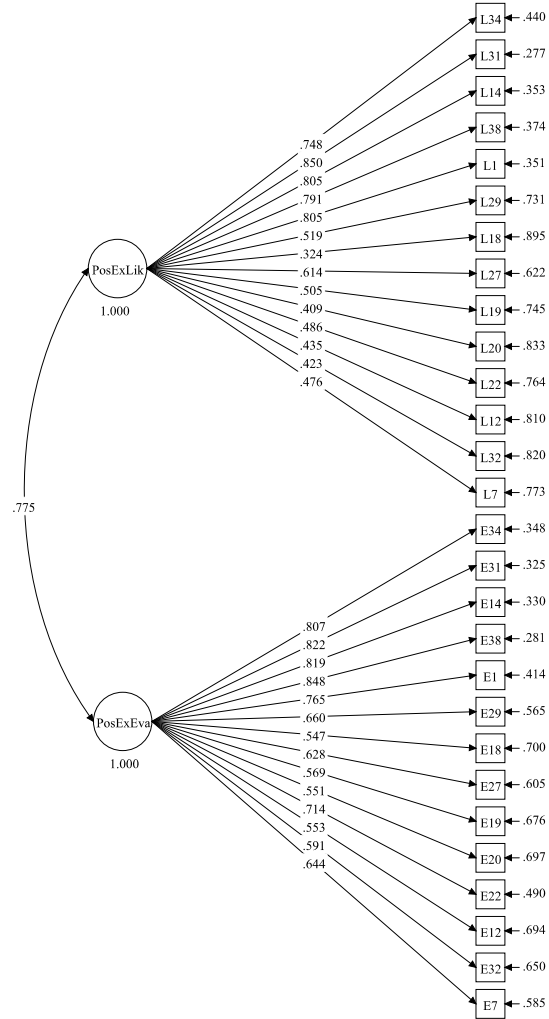 L34 .440
L31 .277
L14 .353
L38 .374
L1 .351
L29 .731
L18 .895
L27 .622
L19 .745
L20 .833
L22 .764
L12 .810
L32 .820
L7 .773
.748
.850
.805
.791
.805
.519
.324
.614
.505
.409
.486
.435
.423
.476
PosExLik
1.000
.775
E34 .348
E31 .325
E14 .330
E38 .281
E1 .414
E29 .565
E18 .700
E27 .605
E19 .676
E20 .697
E22 .490
E12 .694
E32 .650
E7 .585
.807
.822
.819
.848
.765
.660
.547
.628
.569
.551
.714
.553
.591
.644
PosExEva
1.000